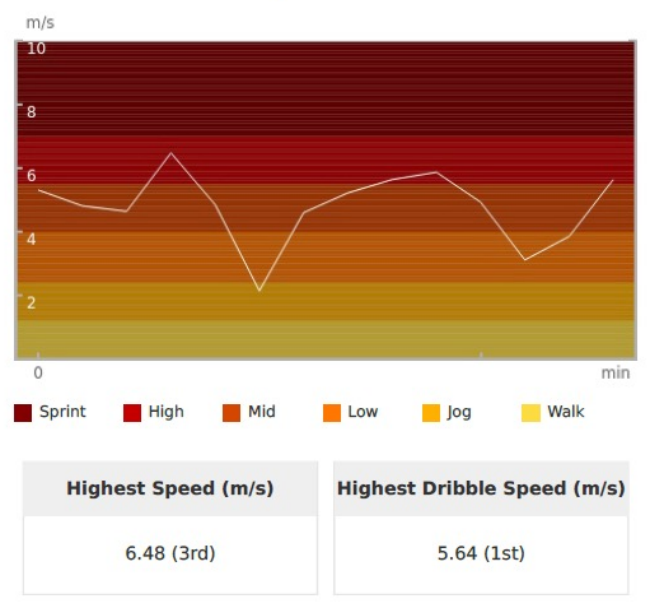 m/s
10
8
6
4
2
0 min
Sprint High Mid Low Jog Walk
Highest Speed (m/s) Highest Dribble Speed (m/s)
6.48 (3rd) 5.64 (1st)